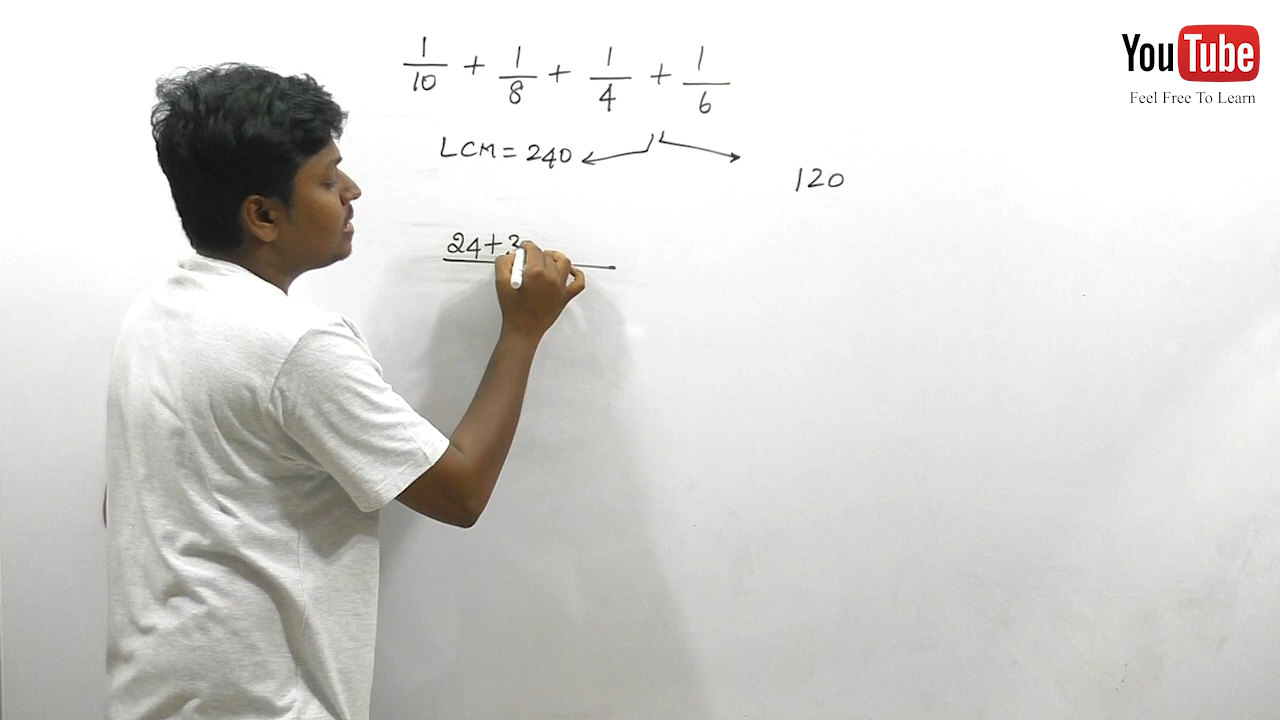 1/10 + 1/8 + 1/4 + 1/6
LCM = 240
120
24 + 3
YouTube
Feel Free To Learn